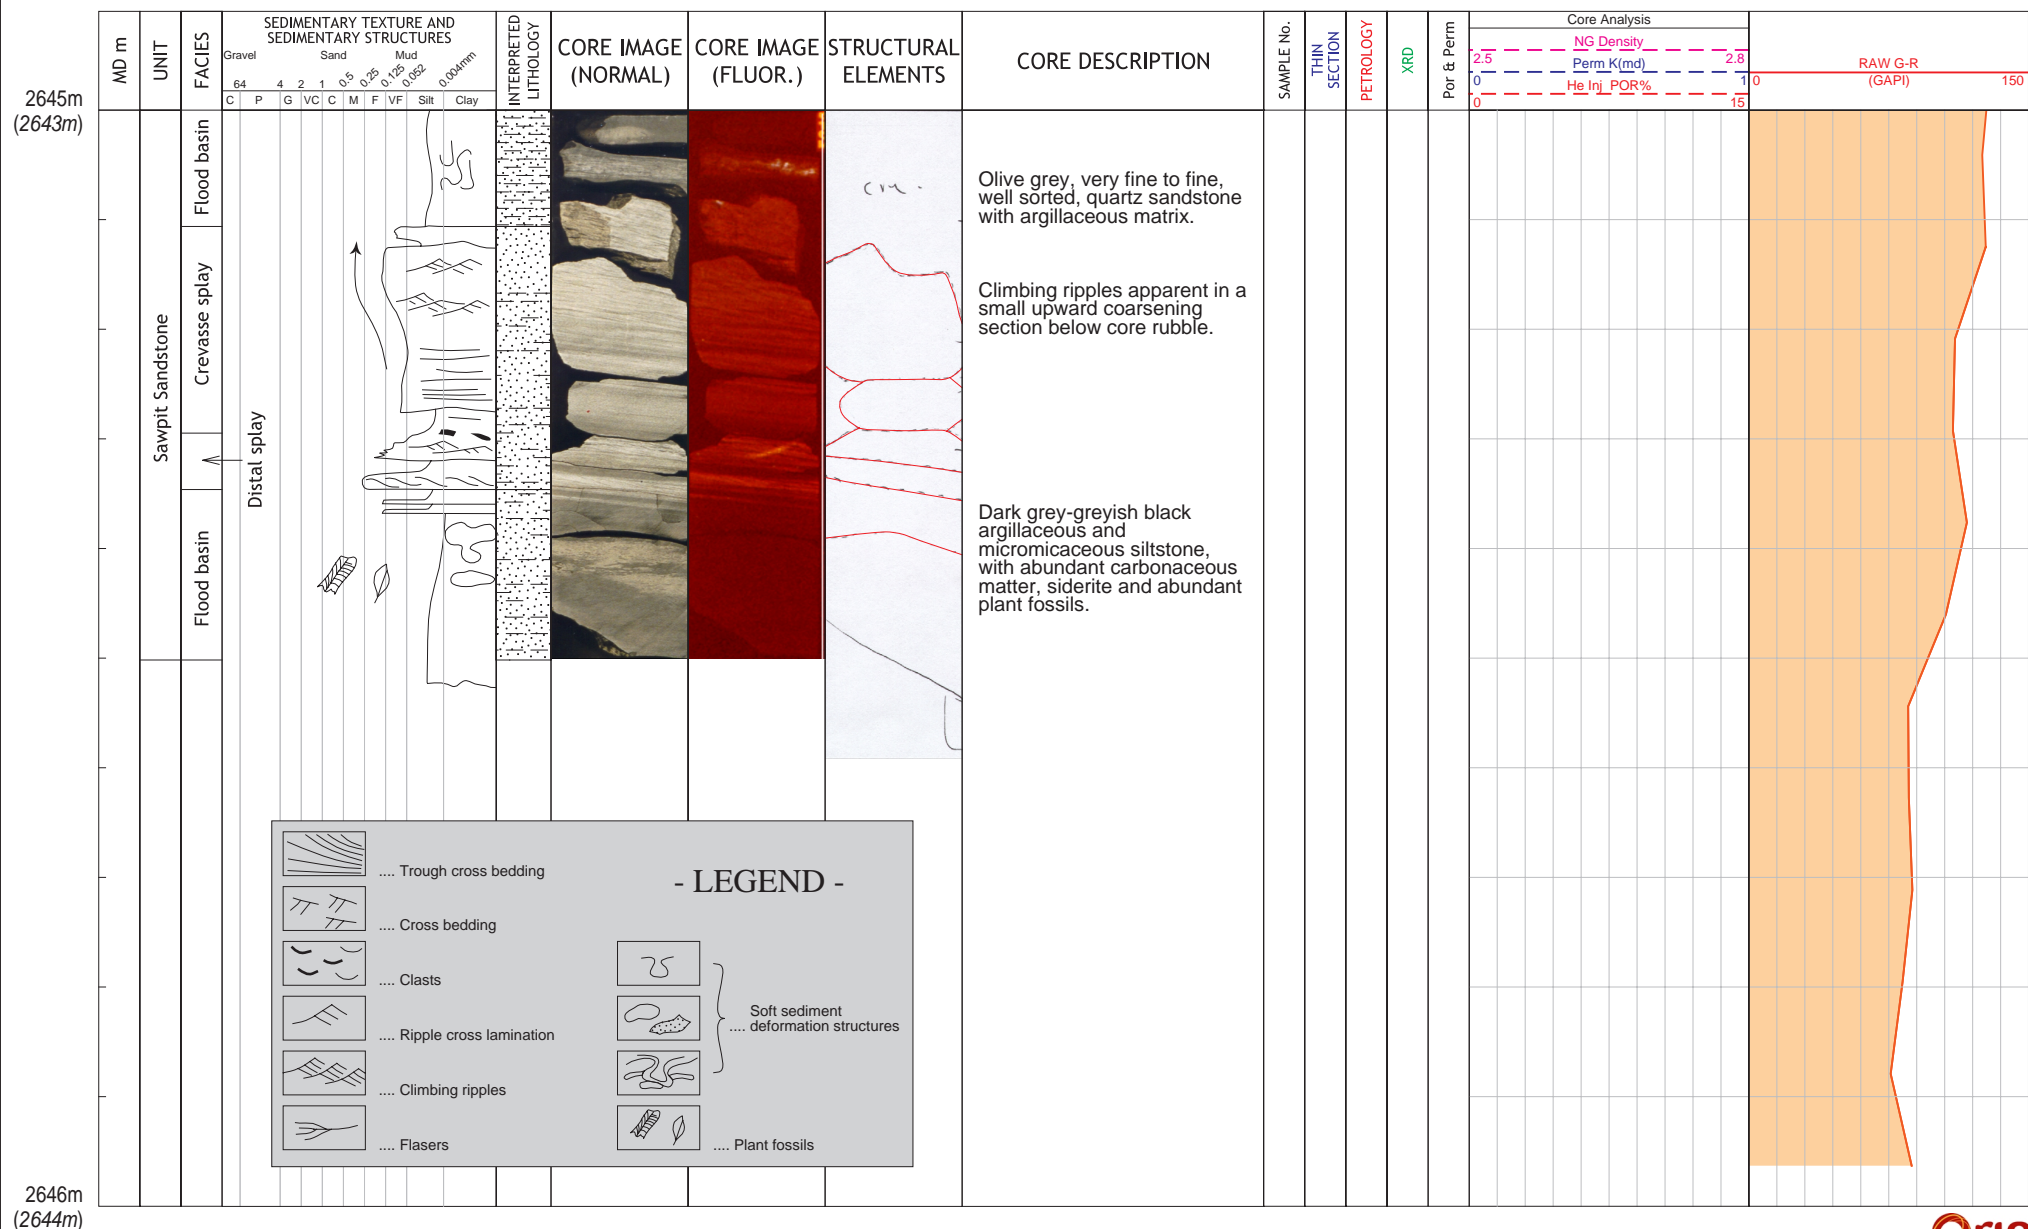 MD m
UNIT
FACIES
SEDIMENTARY TEXTURE AND
SEDIMENTARY STRUCTURES
Gravel Sand Mud
64 4 2 1 0.5 0.25 0.125 0.052 0.004mm
C P G VC C M F VF Silt Clay
INTERPRETED
LITHOLOGY
CORE IMAGE
(NORMAL)
CORE IMAGE
(FLUOR.)
STRUCTURAL
ELEMENTS
CORE DESCRIPTION
SAMPLE No.
THIN
SECTION
PETROLOGY
XRD
Por & Perm
Core Analysis
NG Density
2.5 2.8
Perm K(md)
0 1
He Inj POR%
0 15
RAW G-R
(GAPI)
0 150
2645m
(2643m)
Sawpit Sandstone
Flood basin
Crevasse splay
Distal splay
Flood basin
Olive grey, very fine to fine,
well sorted, quartz sandstone
with argillaceous matrix.
Climbing ripples apparent in a
small upward coarsening
section below core rubble.
Dark grey-greyish black
argillaceous and
micromicaceous siltstone,
with abundant carbonaceous
matter, siderite and abundant
plant fossils.
- LEGEND -
.... Trough cross bedding
.... Cross bedding
.... Clasts
.... Ripple cross lamination
.... Climbing ripples
.... Flasers
Soft sediment
.... deformation structures
.... Plant fossils
2646m
(2644m)